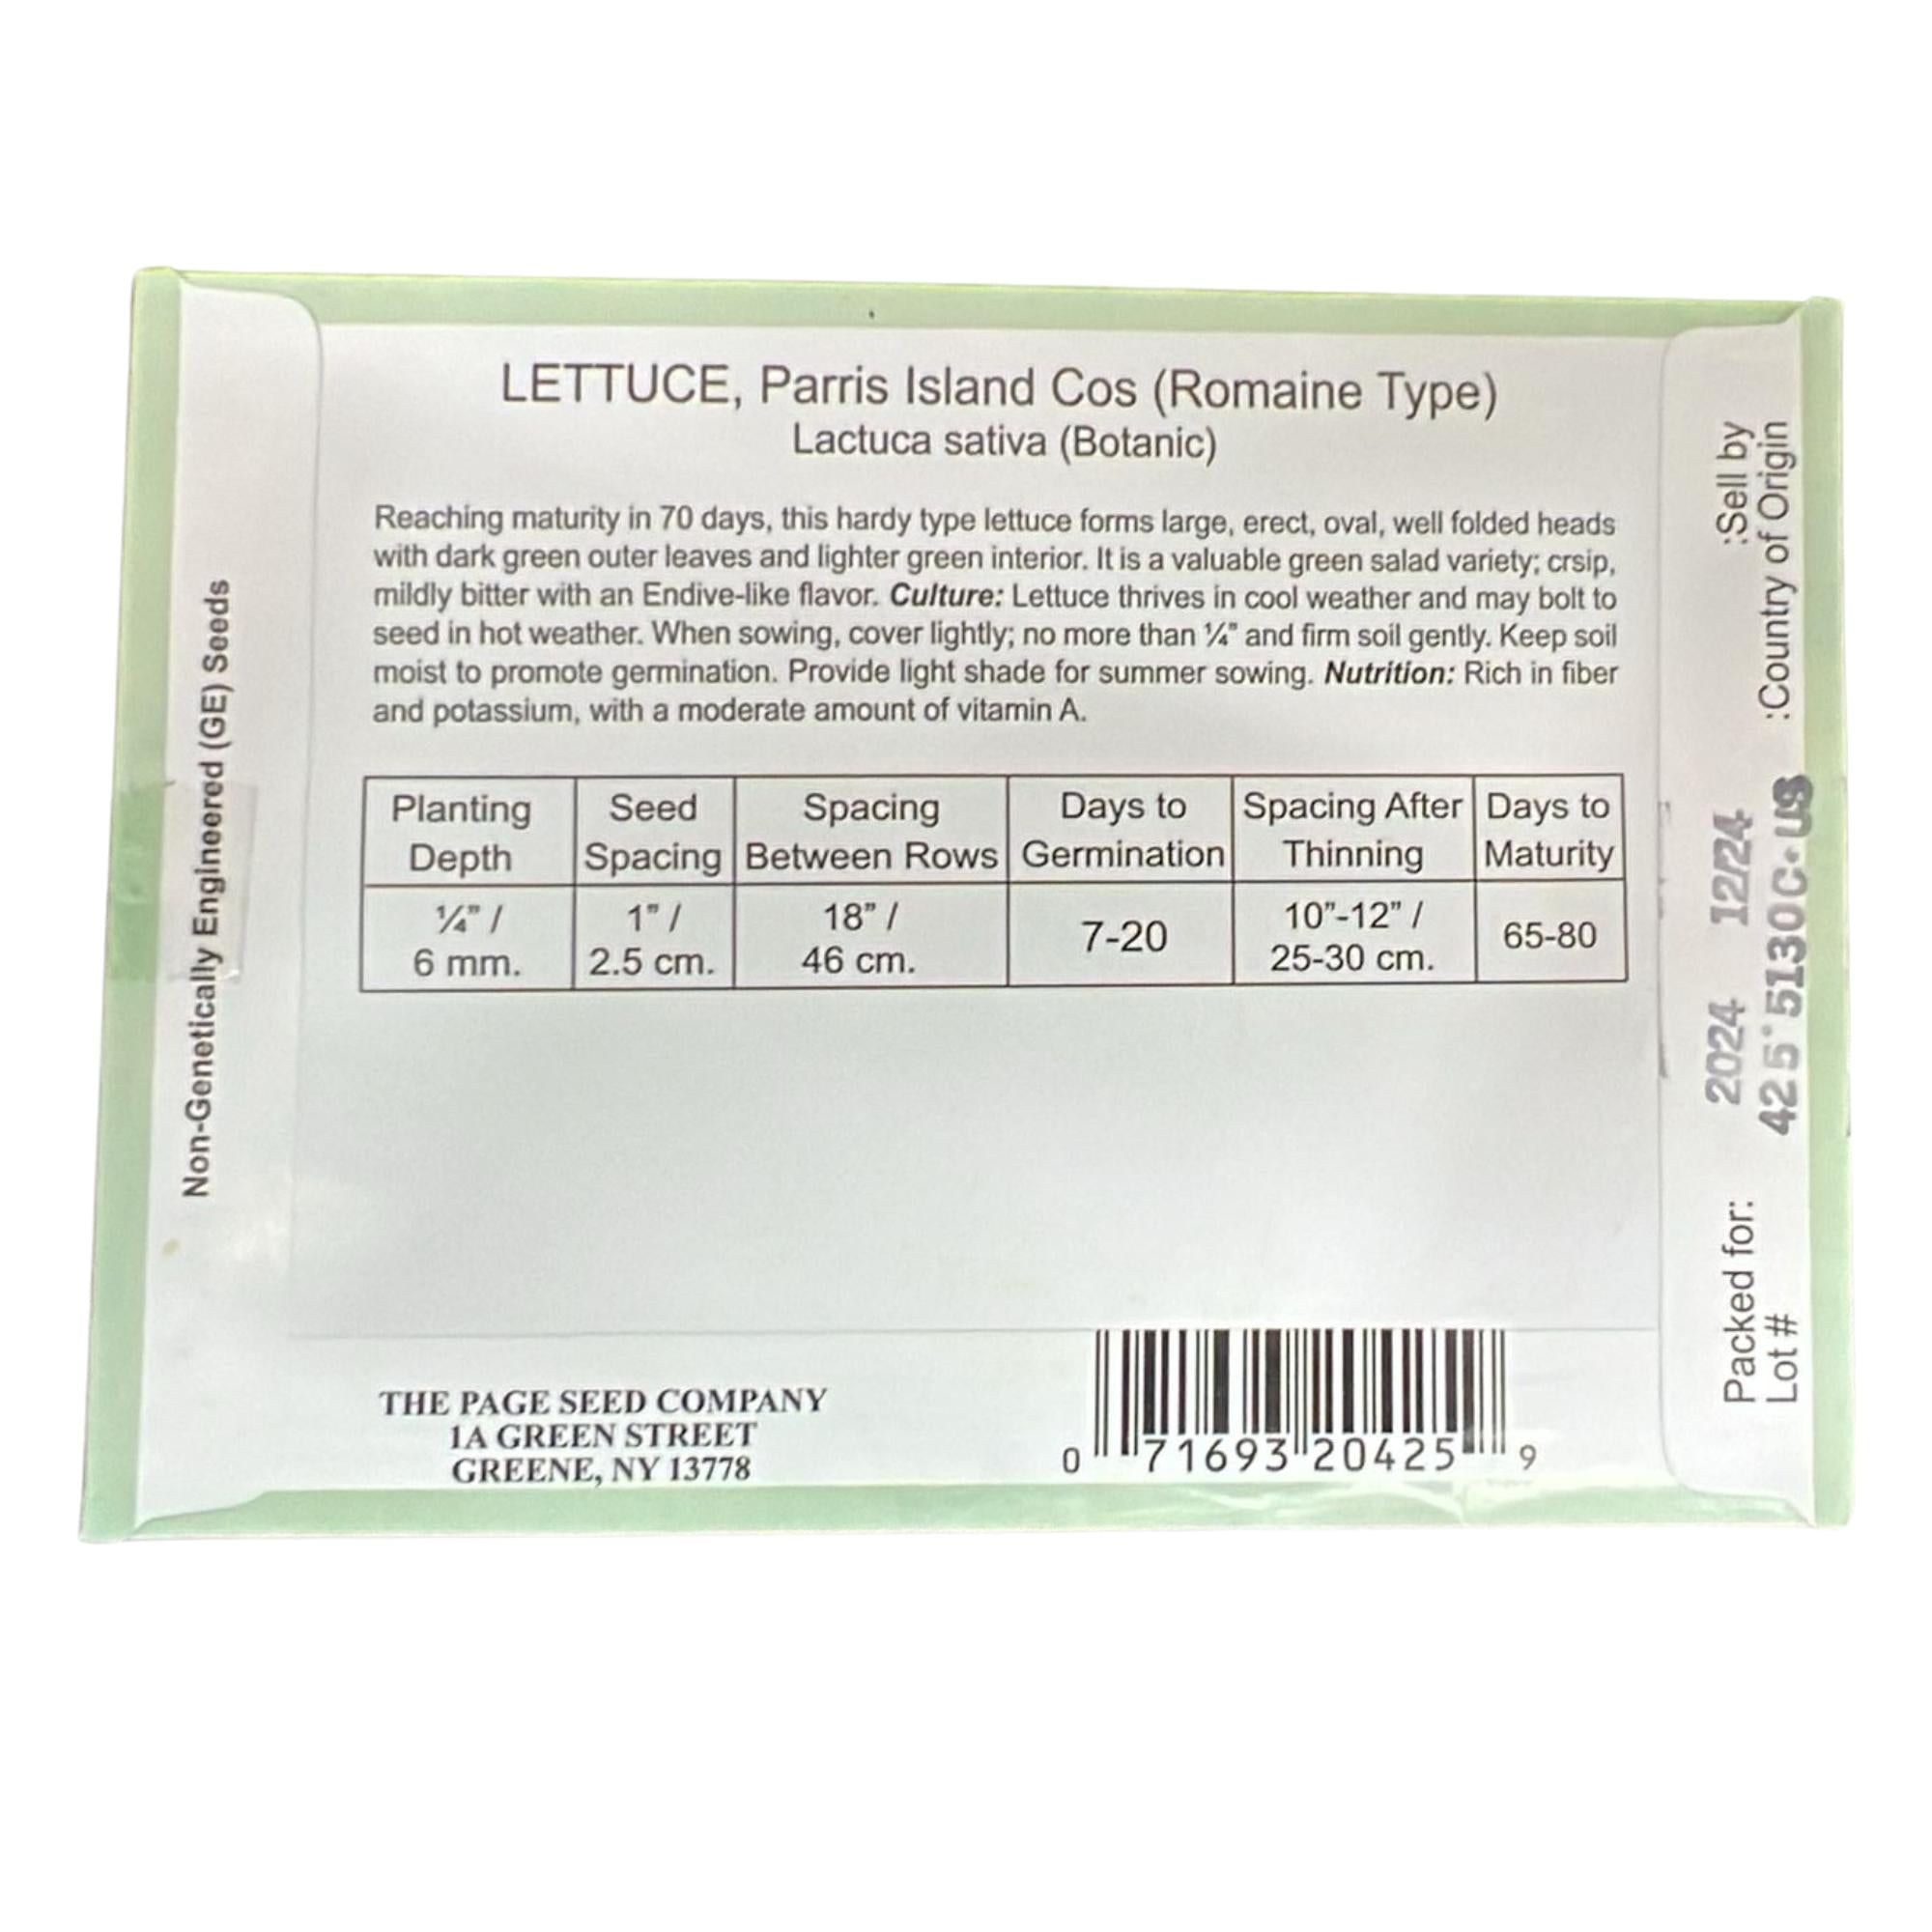 LETTUCE, Parris Island Cos (Romaine Type)
Lactuca sativa (Botanic)
Reaching maturity in 70 days, this hardy type lettuce forms large, erect, oval, well folded heads
with dark green outer leaves and lighter green interior. It is a valuable green salad variety; crsip,
mildly bitter with an Endive-like flavor. Culture: Lettuce thrives in cool weather and may bolt to
seed in hot weather. When sowing, cover lightly; no more than ¼” and firm soil gently. Keep soil
moist to promote germination. Provide light shade for summer sowing. Nutrition: Rich in fiber
and potassium, with a moderate amount of vitamin A.
Planting Seed Spacing Days to Spacing After Days to
Depth Spacing Between Rows Germination Thinning Maturity
¼” / 1” / 18” / 7-20 10”-12” / 65-80
6 mm. 2.5 cm. 46 cm. 25-30 cm.
THE PAGE SEED COMPANY
1A GREEN STREET
GREENE, NY 13778
0 71693 20425 9
Non-Genetically Engineered (GE) Seeds
Packed for: 2024 12/24 :Sell by
Lot # 425 5130C US :Country of Origin